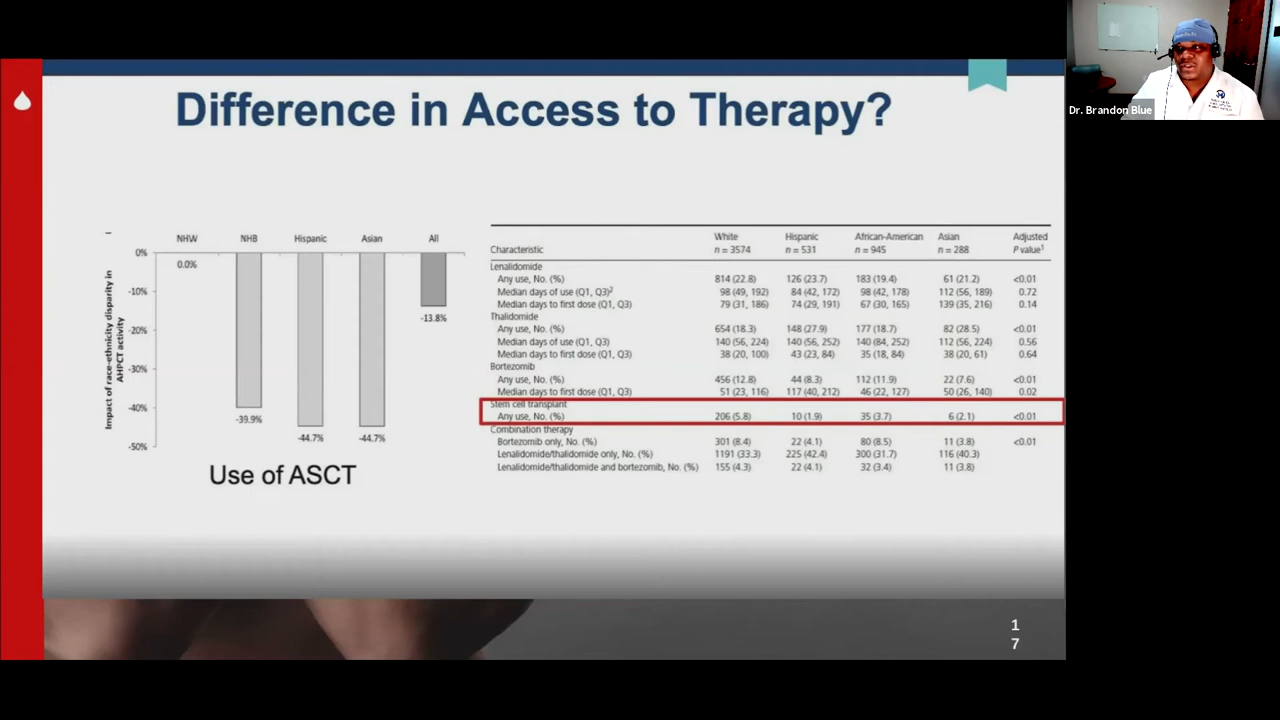 Difference in Access to Therapy?
NHW NHB Hispanic Asian All
0%
-10%
-20%
-30%
-40%
-50%
0.0%
-39.9%
-44.7%
-44.7%
-13.8%
Impact of race-ethnicity disparity in
AHPCT activity
Use of ASCT
White Hispanic African-American Asian Adjusted
Characteristic n = 3574 n = 531 n = 945 n = 288 P value¹
Lenalidomide
Any use, No. (%) 814 (22.8) 126 (23.7) 183 (19.4) 61 (21.2) <0.01
Median days of use (Q1, Q3)² 98 (49, 192) 84 (42, 172) 98 (42, 178) 112 (56, 189) 0.72
Median days to first dose (Q1, Q3) 79 (31, 186) 74 (29, 191) 67 (30, 165) 139 (35, 216) 0.14
Thalidomide
Any use, No. (%) 654 (18.3) 148 (27.9) 177 (18.7) 82 (28.5) <0.01
Median days of use (Q1, Q3) 140 (56, 224) 140 (56, 252) 140 (84, 252) 112 (56, 224) 0.56
Median days to first dose (Q1, Q3) 38 (20, 100) 43 (23, 84) 35 (18, 84) 38 (20, 61) 0.64
Bortezomib
Any use, No. (%) 456 (12.8) 44 (8.3) 112 (11.9) 22 (7.6) <0.01
Median days to first dose (Q1, Q3) 51 (23, 116) 117 (40, 212) 46 (22, 127) 50 (26, 140) 0.02
Stem cell transplant
Any use, No. (%) 206 (5.8) 10 (1.9) 35 (3.7) 6 (2.1) <0.01
Combination therapy
Bortezomib only, No. (%) 301 (8.4) 22 (4.1) 80 (8.5) 11 (3.8) <0.01
Lenalidomide/thalidomide only, No. (%) 1191 (33.3) 225 (42.4) 300 (31.7) 116 (40.3)
Lenalidomide/thalidomide and bortezomib, No. (%) 155 (4.3) 22 (4.1) 32 (3.4) 11 (3.8)
1
7
Dr. Brandon Blue